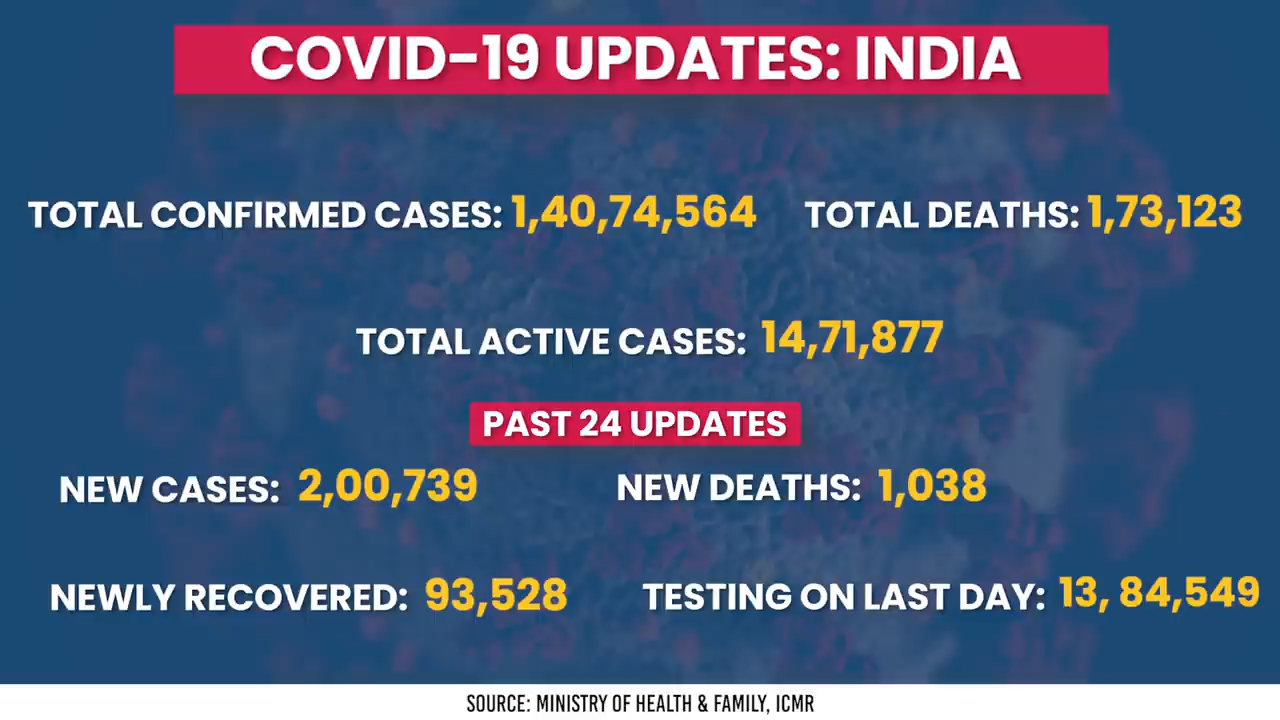 COVID-19 UPDATES: INDIA
TOTAL CONFIRMED CASES: 1,40,74,564 TOTAL DEATHS: 1,73,123
TOTAL ACTIVE CASES: 14,71,877
PAST 24 UPDATES
NEW CASES: 2,00,739 NEW DEATHS: 1,038
NEWLY RECOVERED: 93,528 TESTING ON LAST DAY: 13, 84,549
SOURCE: MINISTRY OF HEALTH & FAMILY, ICMR